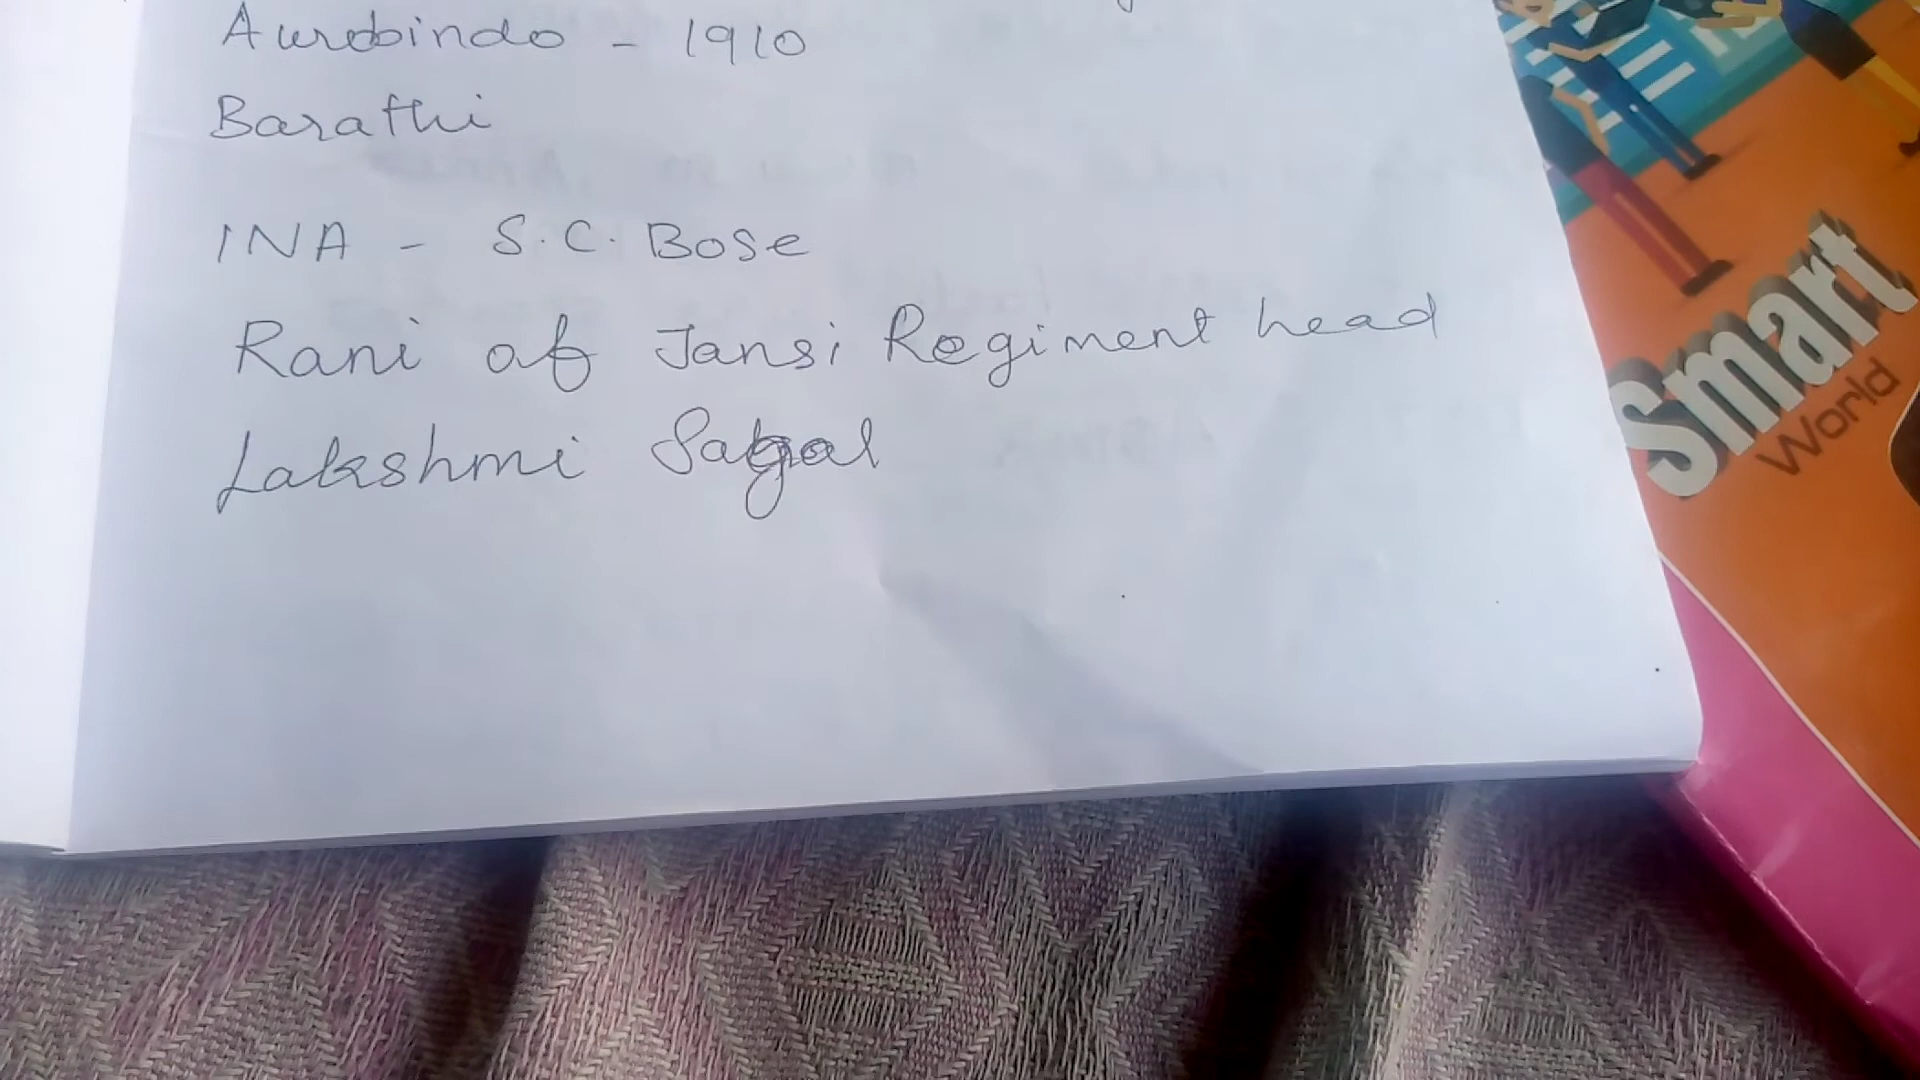 Aurobindo - 1910
Barathi
INA - S.C. Bose
Rani of Jansi Regiment head
Lakshmi Sagal
Smart
World